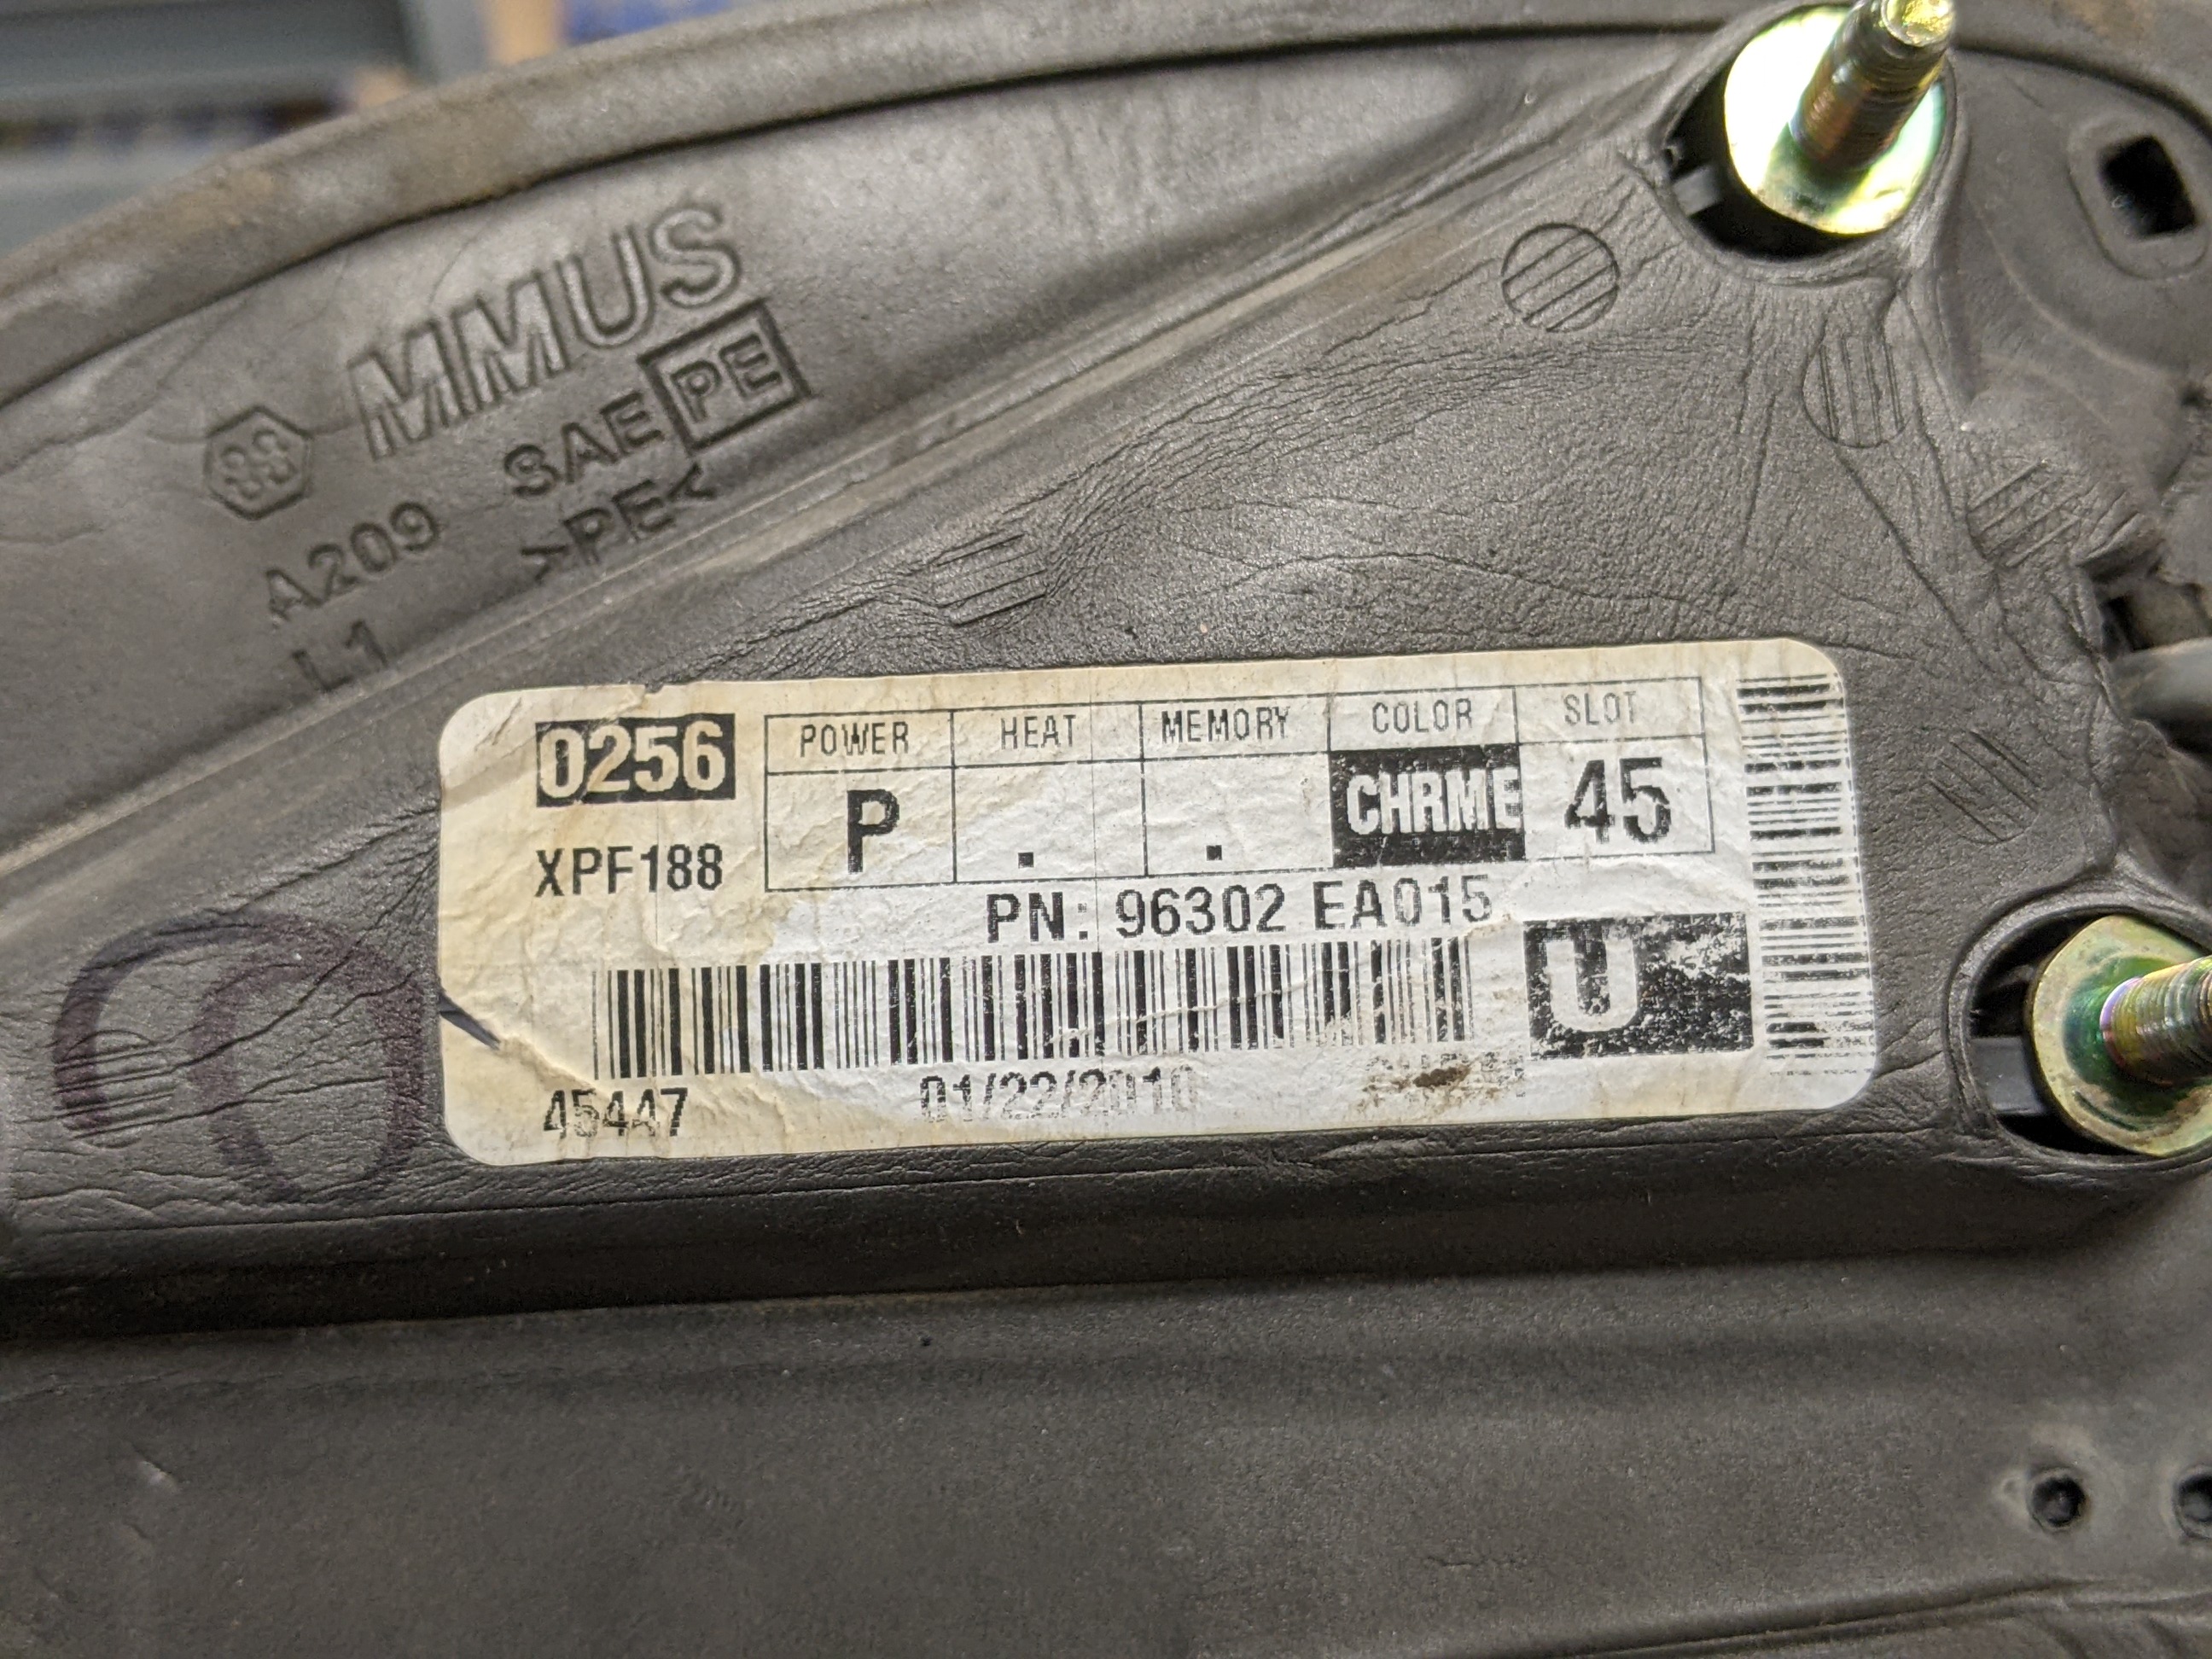 MMUS
SAE PE
>PE<
A209
L1
0256
XPF188
POWER HEAT MEMORY COLOR SLOT
P . . CHRME 45
PN: 96302 EA015
U
45447 01/22/2010